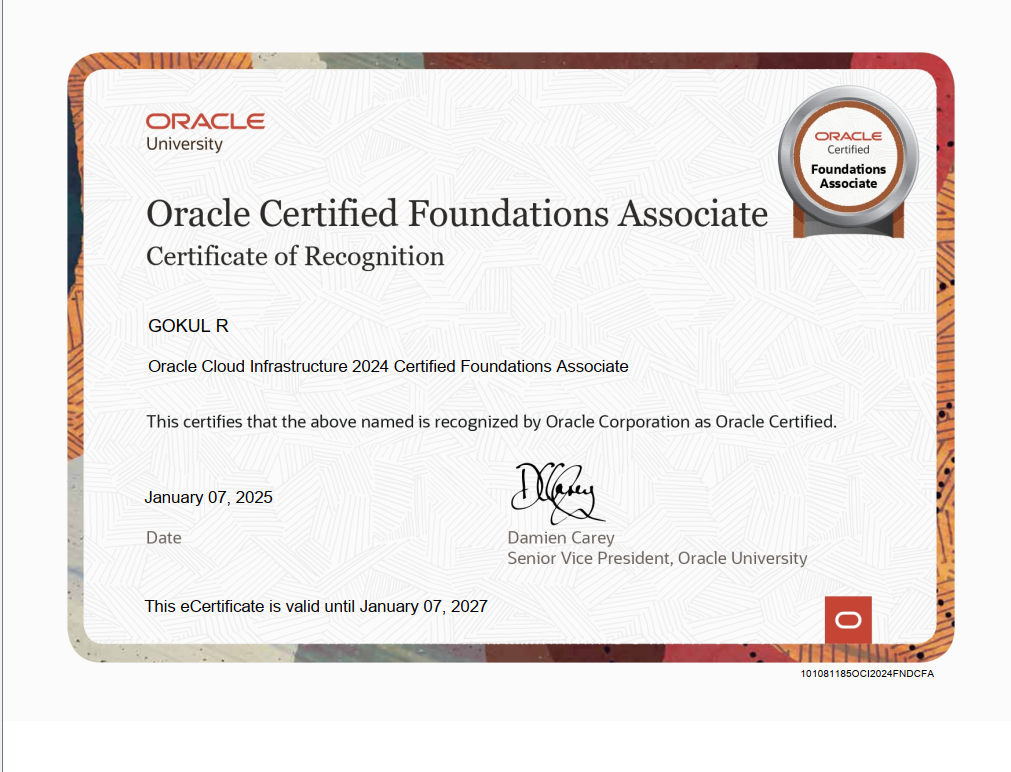 ORACLE
University
ORACLE
Certified
Foundations
Associate
Oracle Certified Foundations Associate
Certificate of Recognition
GOKUL R
Oracle Cloud Infrastructure 2024 Certified Foundations Associate
This certifies that the above named is recognized by Oracle Corporation as Oracle Certified.
January 07, 2025
Date
DCarey
Damien Carey
Senior Vice President, Oracle University
This eCertificate is valid until January 07, 2027
101081185OCI2024FNDCFA